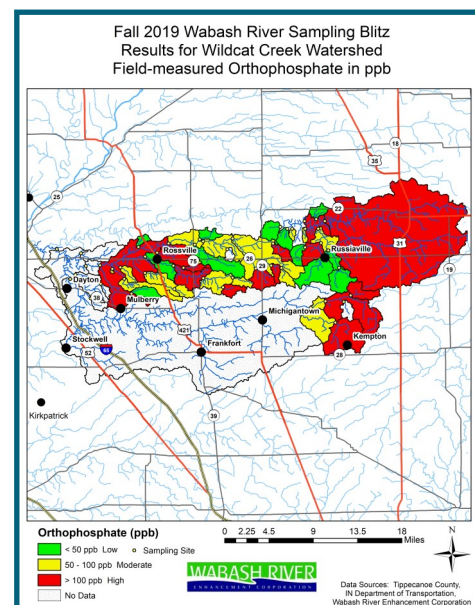 Fall 2019 Wabash River Sampling Blitz
Results for Wildcat Creek Watershed
Field-measured Orthophosphate in ppb
18
35
25
22
Rossville
Russiaville
31
26
75
29
19
Dayton
38
Mulberry
Michigantown
421
Stockwell
65
Frankfort
Kempton
52
28
Kirkpatrick
39
Orthophosphate (ppb)
< 50 ppb Low
Sampling Site
50 - 100 ppb Moderate
> 100 ppb High
No Data
0 2.25 4.5 9 13.5 18
Miles
N
WABASH RIVER
ENHANCEMENT CORPORATION
Data Sources: Tippecanoe County,
IN Department of Transportation,
Wabash River Enhancement Corporation